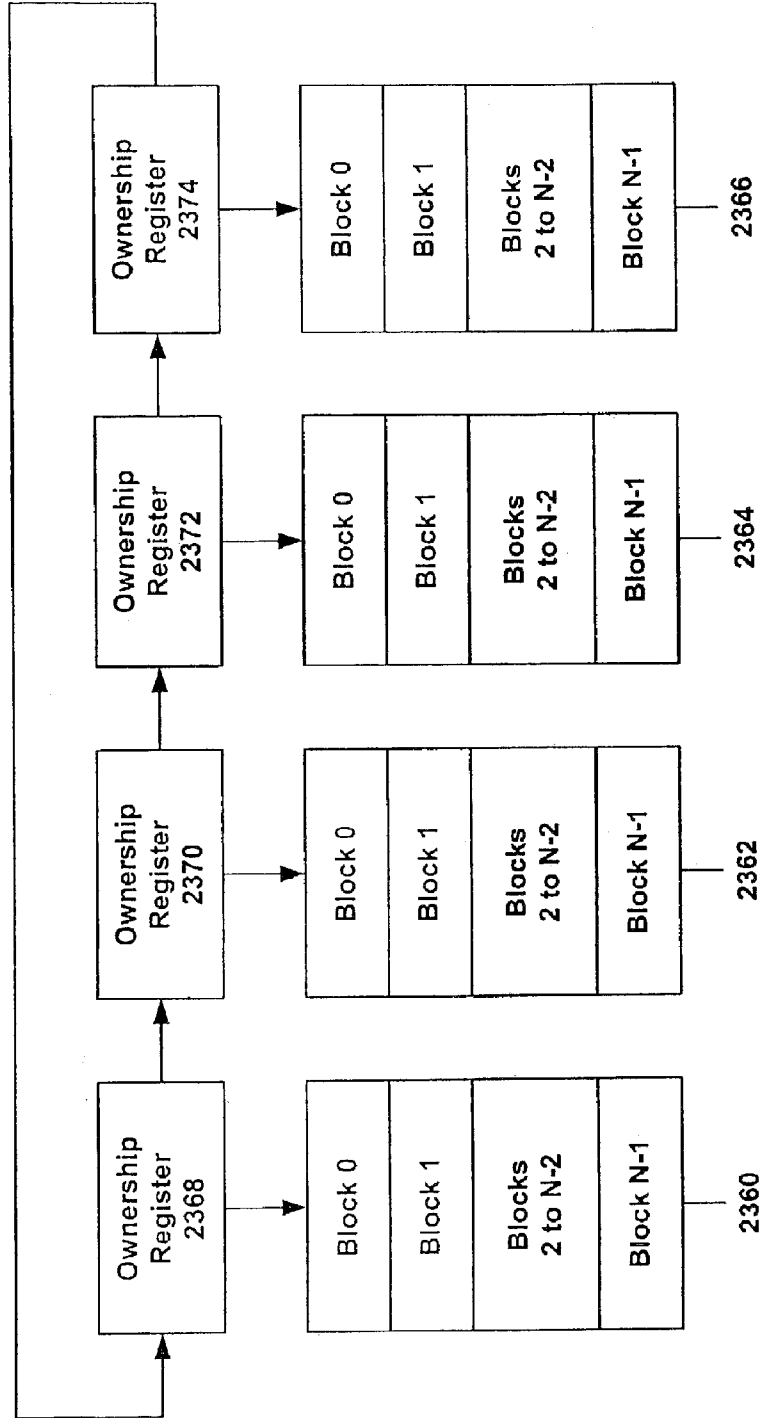 Ownership
Register
2368
Block 0
Block 1
Blocks
2 to N-2
Block N-1
2360
Ownership
Register
2370
Block 0
Block 1
Blocks
2 to N-2
Block N-1
2362
Ownership
Register
2372
Block 0
Block 1
Blocks
2 to N-2
Block N-1
2364
Ownership
Register
2374
Block 0
Block 1
Blocks
2 to N-2
Block N-1
2366